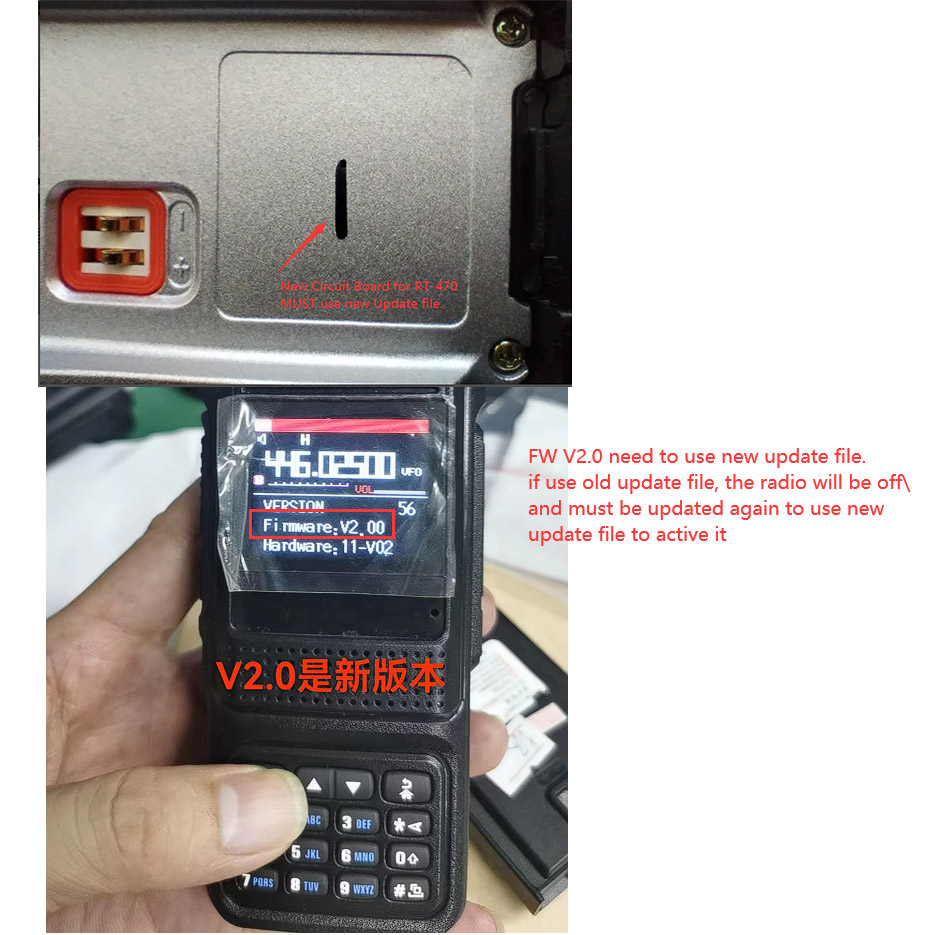 New Circuit Board for RT-470
MUST use new Update file.
H
446.02500 VFO
VOL
VERSION 56
Firmware:V2.00
Hardware:11-V02
FW V2.0 need to use new update file.
if use old update file, the radio will be off\
and must be updated again to use new
update file to active it
V2.0是新版本
ABC 3 DEF
5 JKL 6 MNO 0
7 PQRS 8 TUV 9 WXYZ #